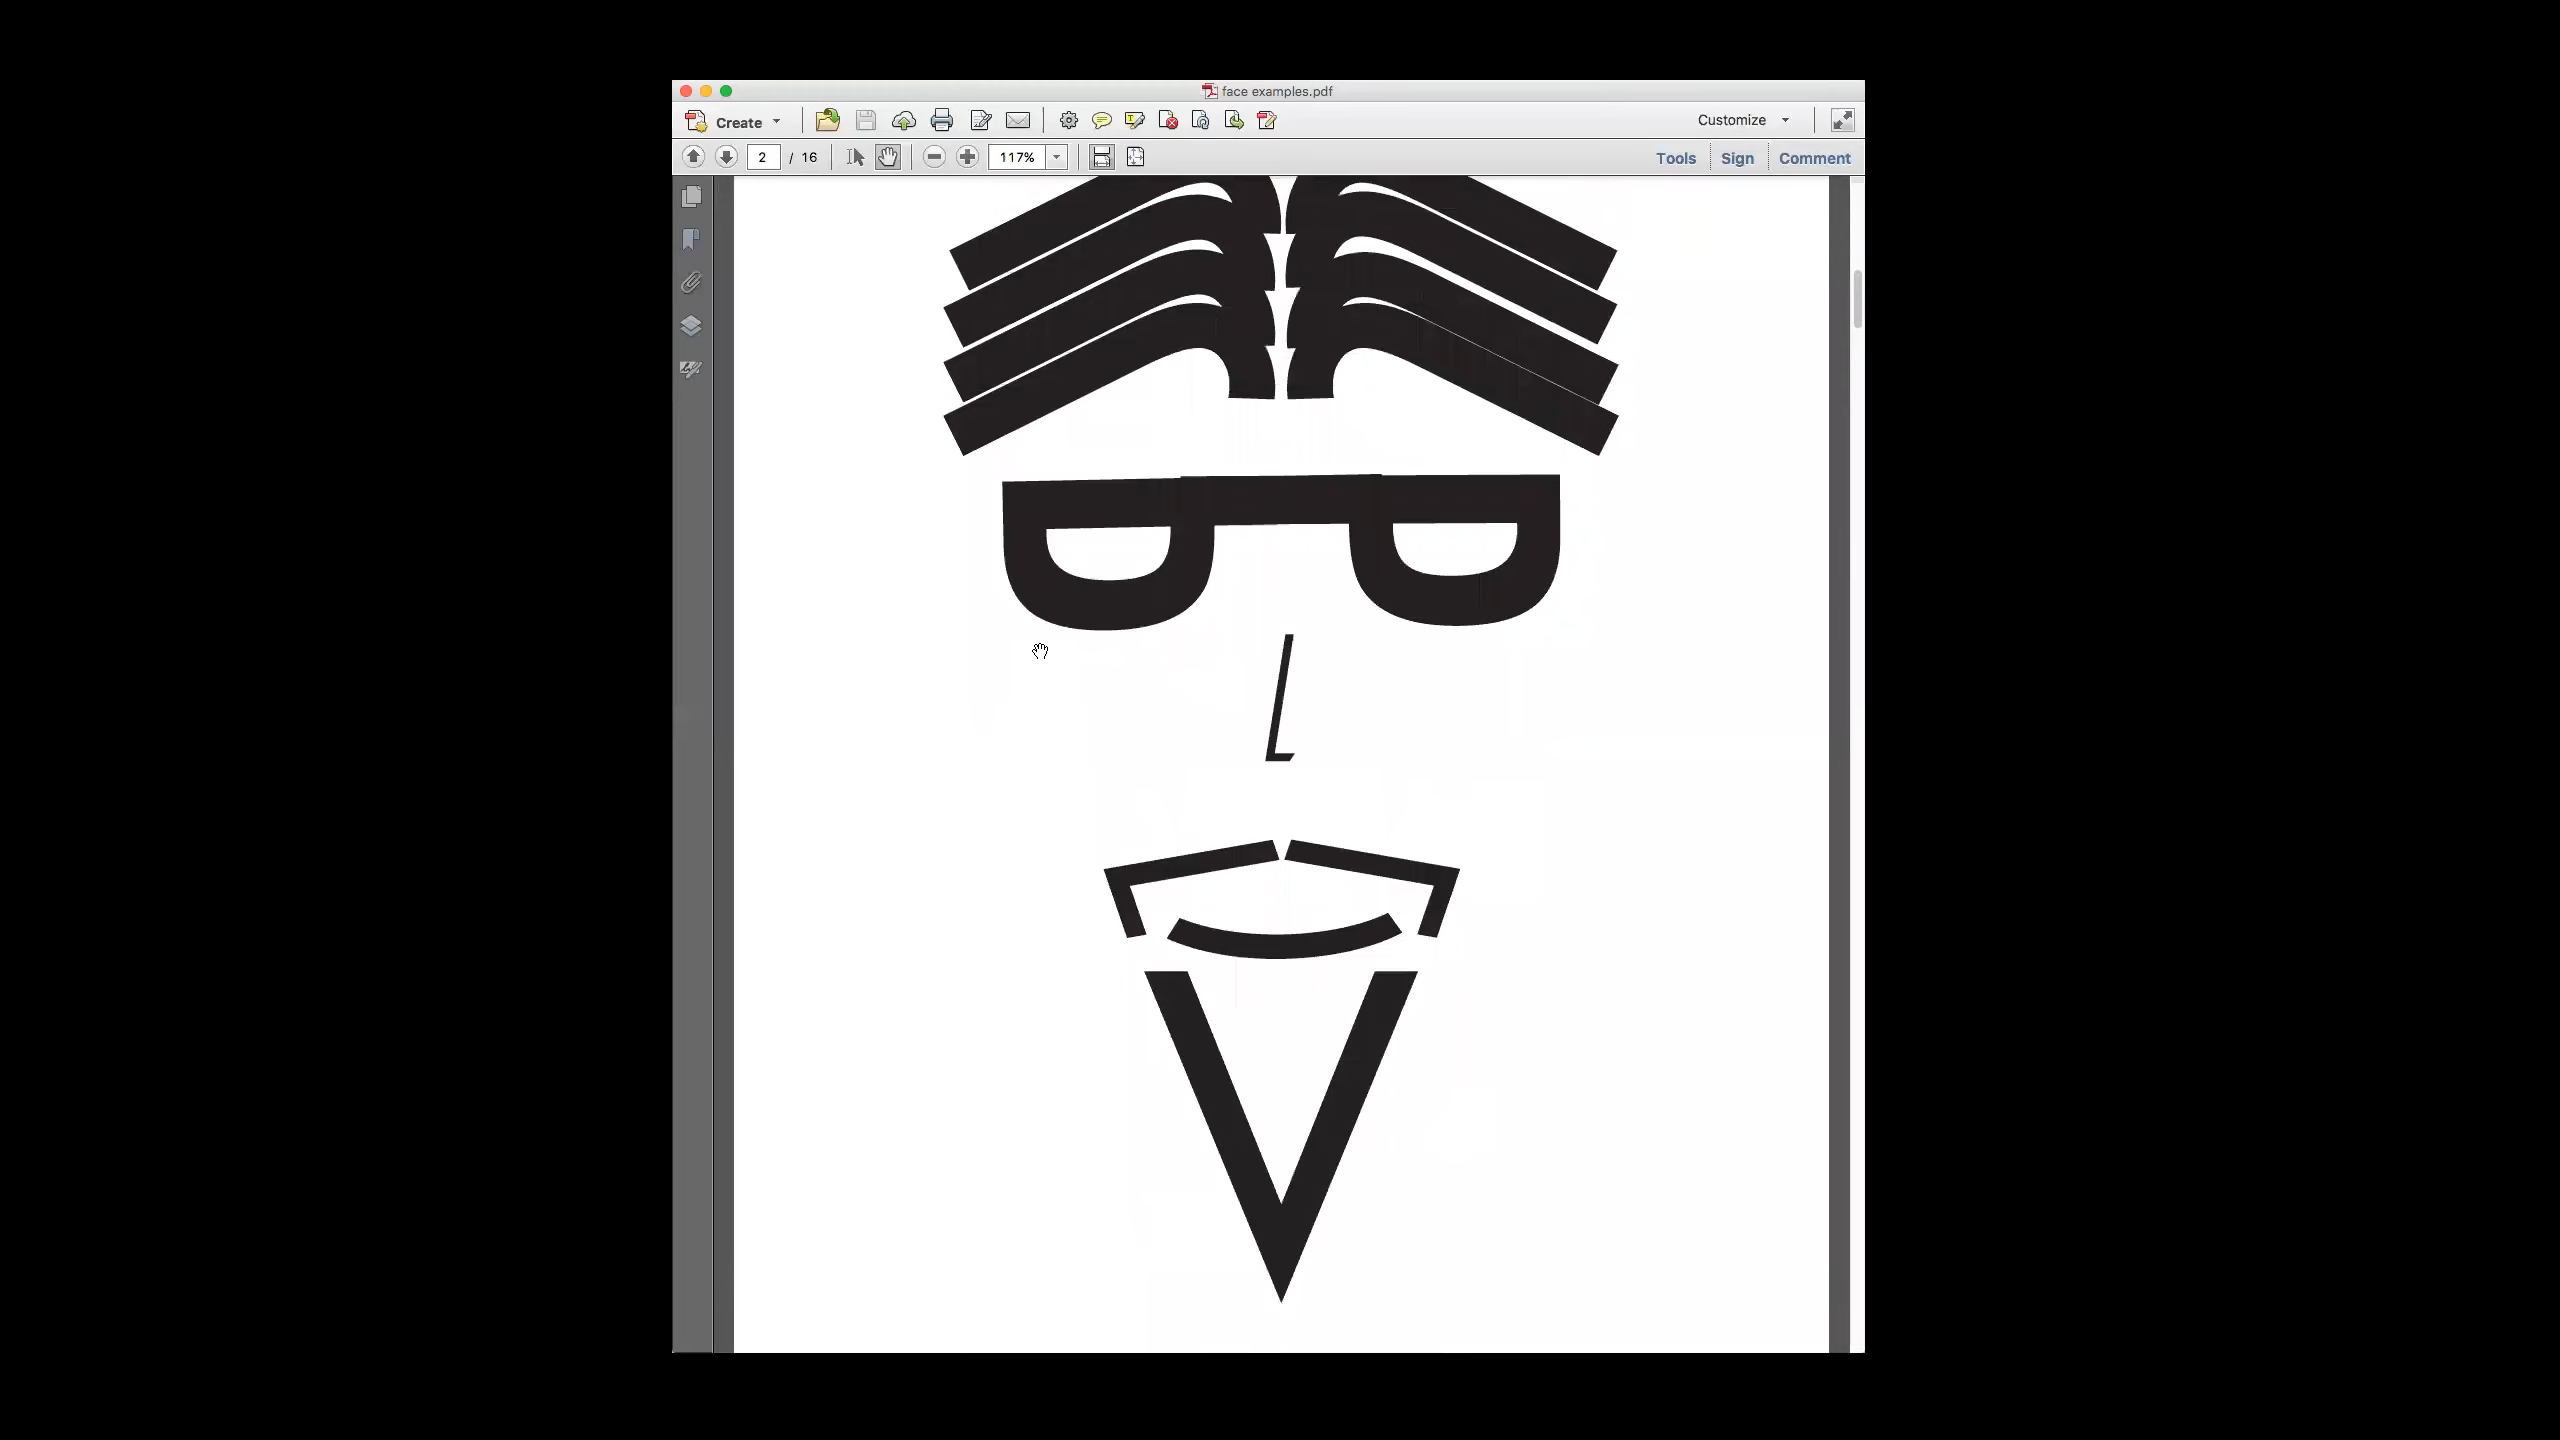 face examples.pdf
Create
Customize
2 / 16
117%
Tools
Sign
Comment